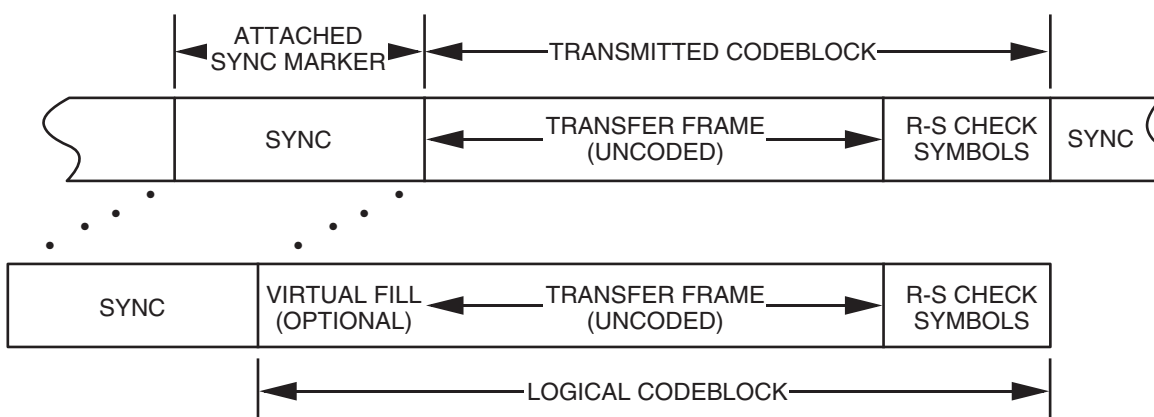 ATTACHED
SYNC MARKER
TRANSMITTED CODEBLOCK
SYNC
TRANSFER FRAME
(UNCODED)
R-S CHECK
SYMBOLS
SYNC
SYNC
VIRTUAL FILL
(OPTIONAL)
TRANSFER FRAME
(UNCODED)
R-S CHECK
SYMBOLS
LOGICAL CODEBLOCK